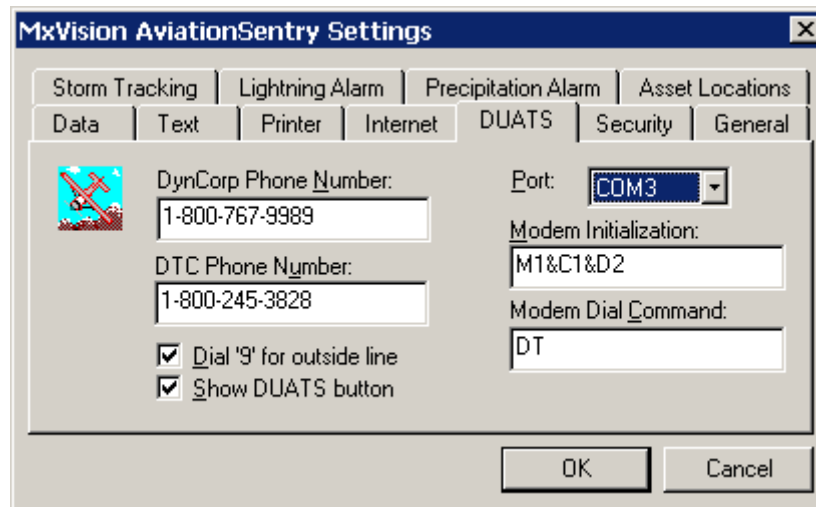 MxVision AviationSentry Settings
Storm Tracking Lightning Alarm Precipitation Alarm Asset Locations
Data Text Printer Internet DUATS Security General
DynCorp Phone Number:
1-800-767-9989
DTC Phone Number:
1-800-245-3828
Dial '9' for outside line
Show DUATS button
Port: COM3
Modem Initialization:
M1&C1&D2
Modem Dial Command:
DT
OK Cancel